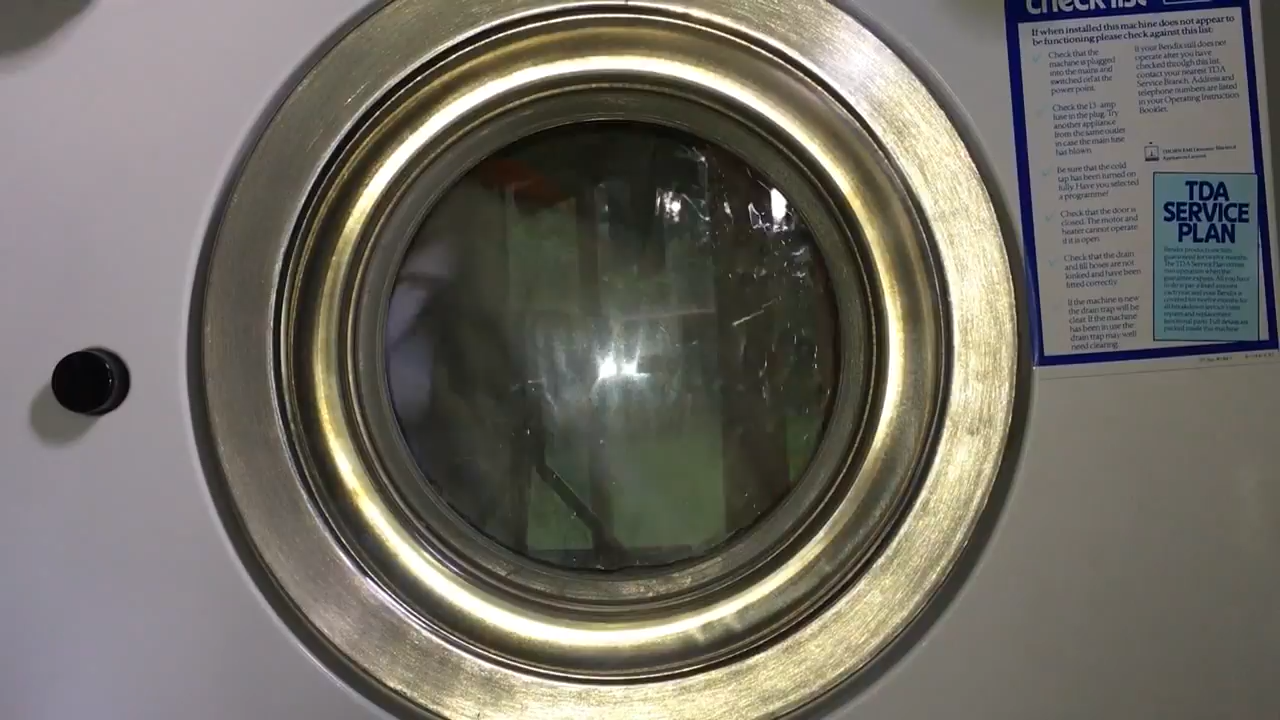 check list
If when installed this machine does not appear to
be functioning please check against this list:
Check that the
machine is plugged
into the mains and
switched on at the
power point.
Check the 13 amp
fuse in the plug. Try
another appliance
from the same outlet
in case the main fuse
has blown.
Be sure that the cold
tap has been turned on
fully. Have you selected
a programme?
Check that the door is
closed. The motor and
heater cannot operate
if it is open.
Check that the drain
and fill hoses are not
kinked and have been
fitted correctly.
If the machine is new
the drain trap will be
clear. If the machine
has been in use the
drain trap may well
need clearing.
If your Bendix still does not
operate after you have
checked through this list,
contact your nearest TDA
Service Branch. Address and
telephone numbers are listed
in your Operating Instruction
Booklet.
THORN EMI Domestic Electrical
Appliances Limited
TDA
SERVICE
PLAN